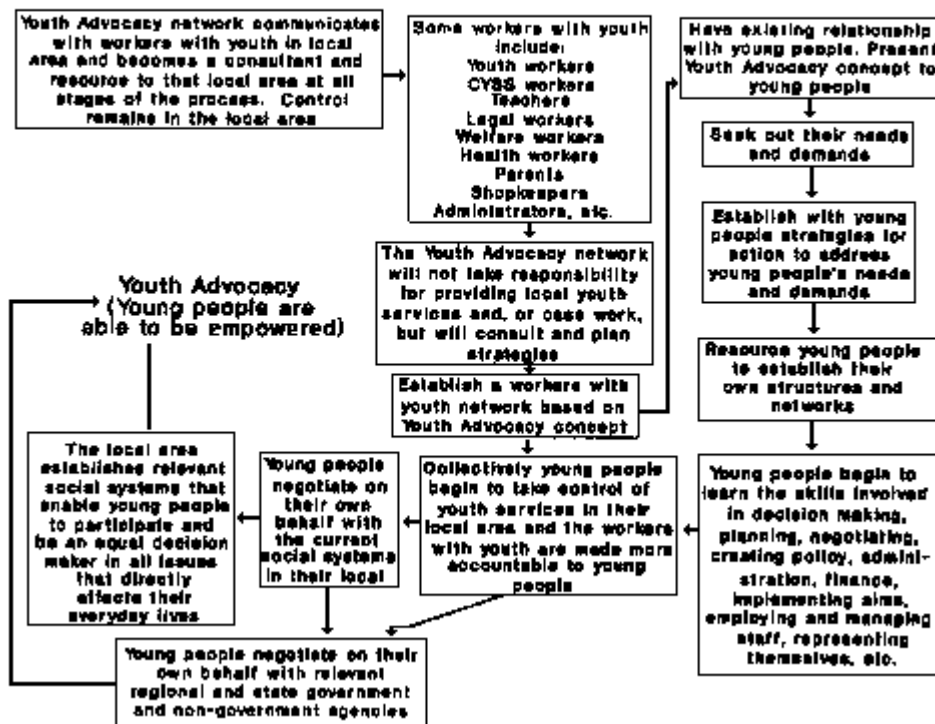 Youth Advocacy network communicates
with workers with youth in local
area and becomes a consultant and
resource to that local area at all
stages of the process. Control
remains in the local area
Some workers with youth
include:
Youth workers
CYSS workers
Teachers
Legal workers
Welfare workers
Health workers
Parents
Shopkeepers
Administrators, etc.
The Youth Advocacy network
will not take responsibility
for providing local youth
services and, or case work,
but will consult and plan
strategies
Establish a workers with
youth network based on
Youth Advocacy concept
Have existing relationship
with young people. Present
Youth Advocacy concept to
young people
Seek out their needs
and demands
Establish with young
people strategies for
action to address
young people's needs
and demands
Resource young people
to establish their
own structures and
networks
Young people begin to
learn the skills involved
in decision making,
planning, negotiating,
creating policy, admini-
stration, finance,
implementing aims,
employing and managing
staff, representing
themselves, etc.
Collectively young people
begin to take control of
youth services in their
local area and the workers
with youth are made more
accountable to young
people
Young people
negotiate on
their own
behalf with
the current
social systems
in their local
The local area
establishes relevant
social systems that
enable young people
to participate and
be an equal decision
maker in all issues
that directly
effects their
everyday lives
Young people negotiate on their
own behalf with relevant
regional and state government
and non-government agencies
Youth Advocacy
(Young people are
able to be empowered)